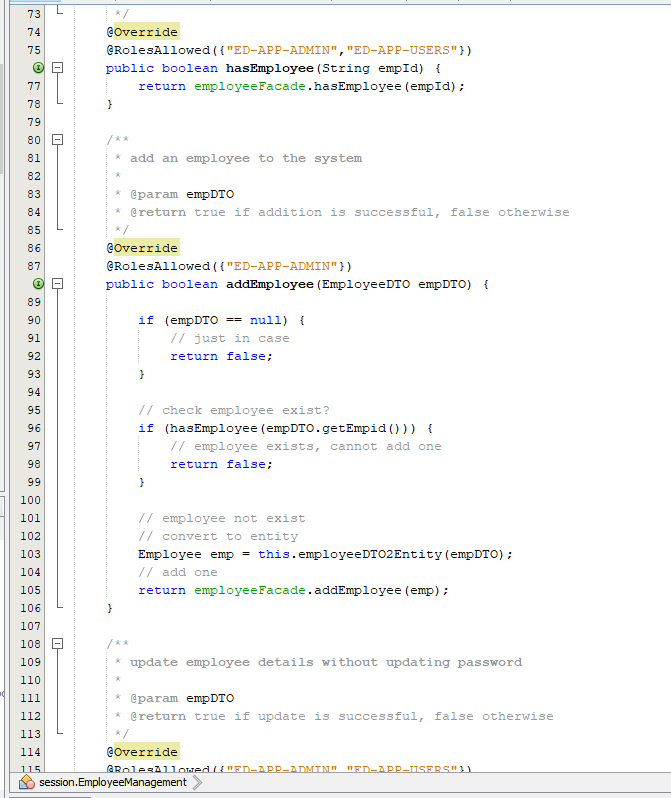 73 */
74 @Override
75 @RolesAllowed({"ED-APP-ADMIN","ED-APP-USERS"})
public boolean hasEmployee(String empId) {
77 return employeeFacade.hasEmployee(empId);
78 }
79
80 /**
81 * add an employee to the system
82 *
83 * @param empDTO
84 * @return true if addition is successful, false otherwise
85 */
86 @Override
87 @RolesAllowed({"ED-APP-ADMIN"})
public boolean addEmployee(EmployeeDTO empDTO) {
89
90 if (empDTO == null) {
91 // just in case
92 return false;
93 }
94
95 // check employee exist?
96 if (hasEmployee(empDTO.getEmpid())) {
97 // employee exists, cannot add one
98 return false;
99 }
100
101 // employee not exist
102 // convert to entity
103 Employee emp = this.employeeDTO2Entity(empDTO);
104 // add one
105 return employeeFacade.addEmployee(emp);
106 }
107
108 /**
109 * update employee details without updating password
110 *
111 * @param empDTO
112 * @return true if update is successful, false otherwise
113 */
114 @Override
115 @RolesAllowed({"ED-APP-ADMIN","ED-APP-USERS"})
session.EmployeeManagement